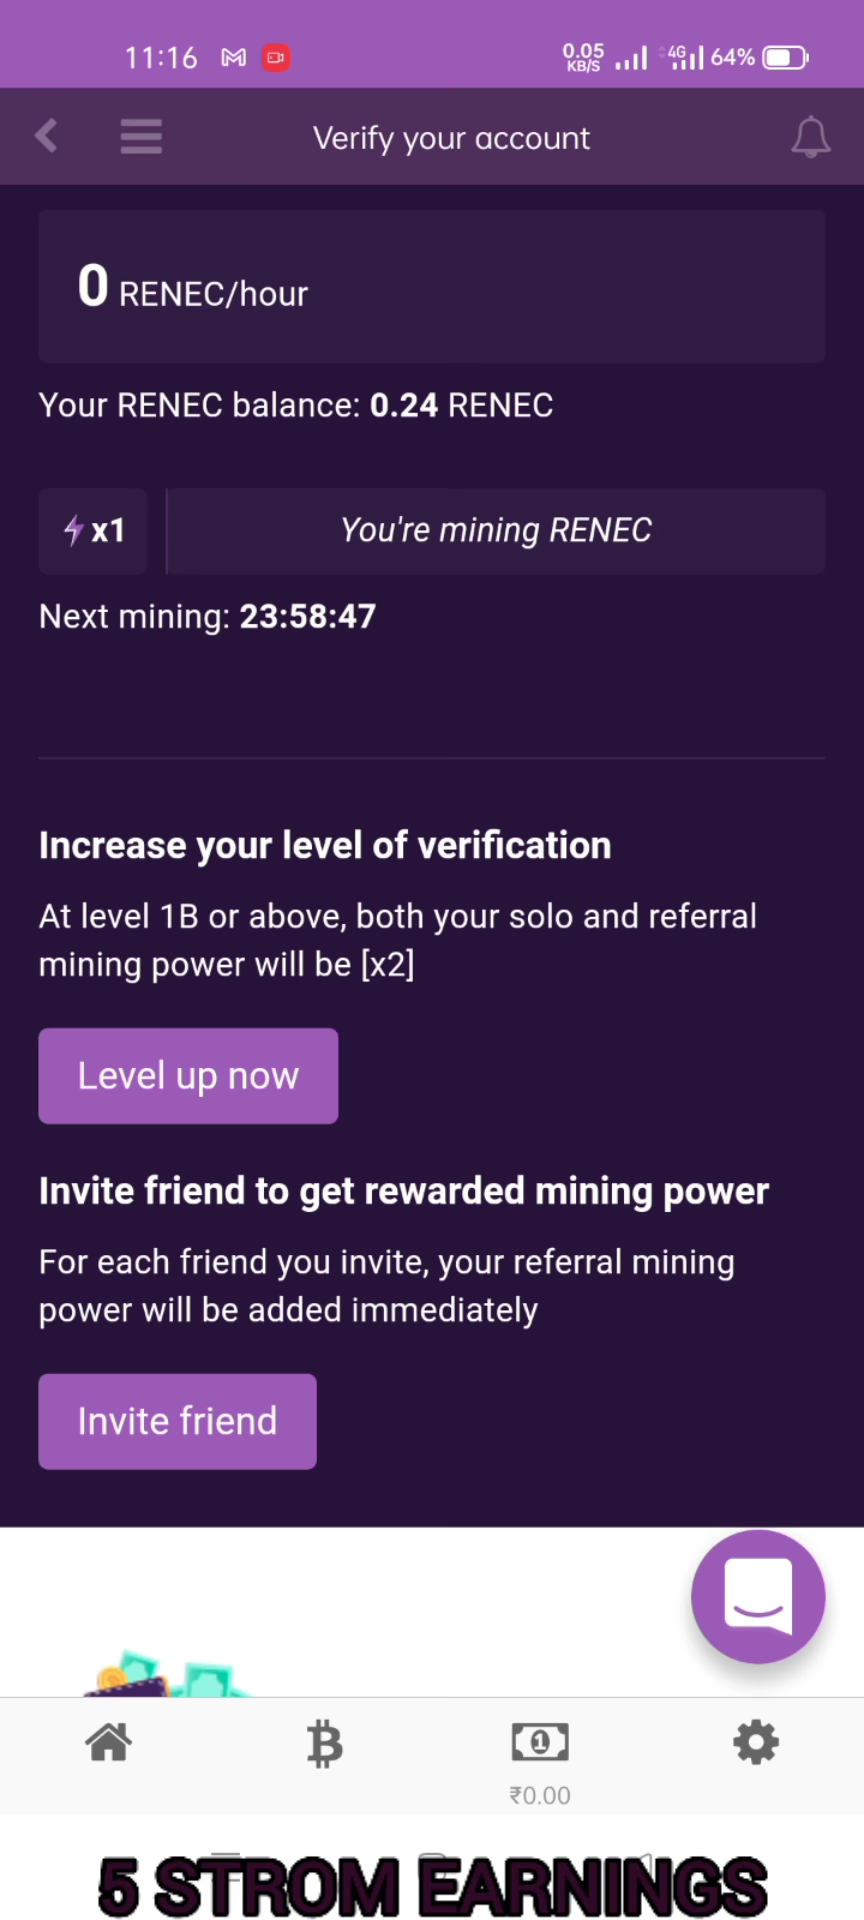 11:16 0.05 KB/S 4G 64%
Verify your account
0 RENEC/hour
Your RENEC balance: 0.24 RENEC
x1 You're mining RENEC
Next mining: 23:58:47
Increase your level of verification
At level 1B or above, both your solo and referral
mining power will be [x2]
Level up now
Invite friend to get rewarded mining power
For each friend you invite, your referral mining
power will be added immediately
Invite friend
₹0.00
5 STROM EARNINGS